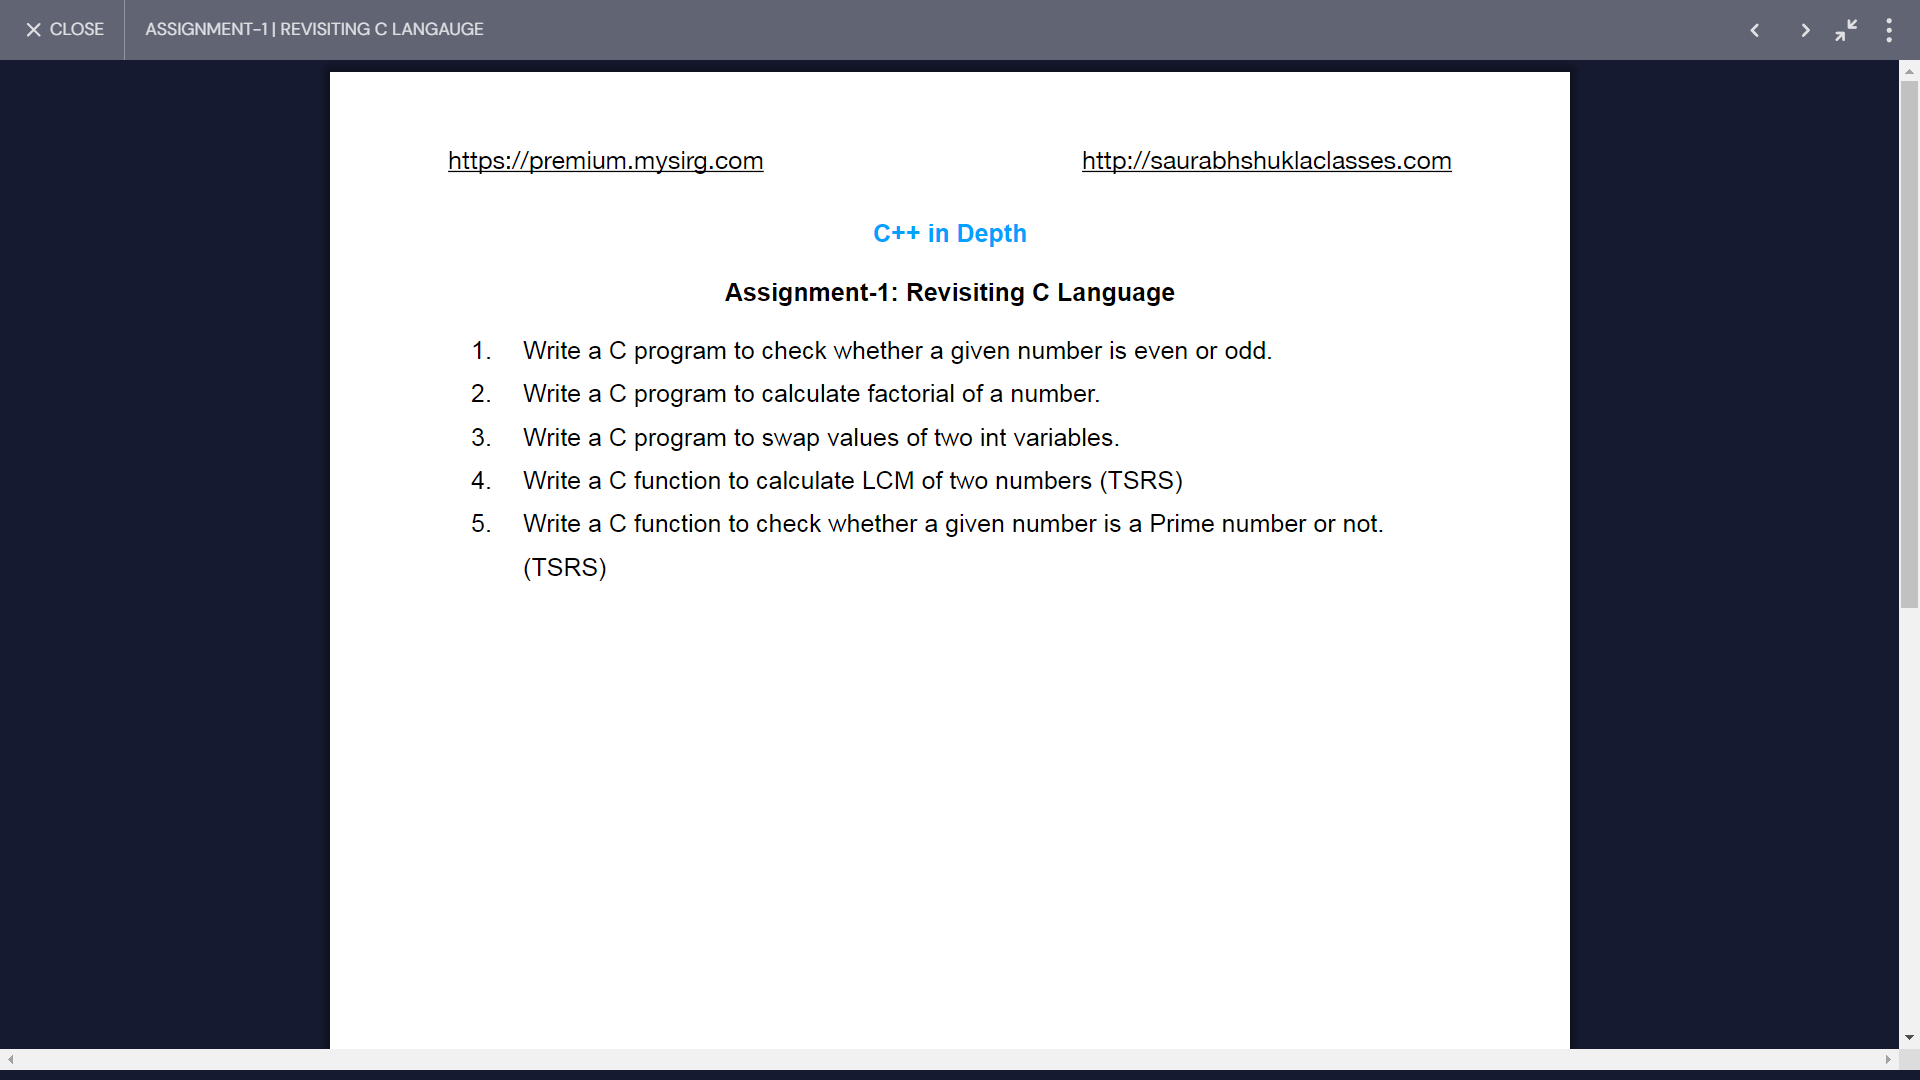 CLOSE
ASSIGNMENT-1 | REVISITING C LANGAUGE
https://premium.mysirg.com
http://saurabhshuklaclasses.com
C++ in Depth
Assignment-1: Revisiting C Language
1. Write a C program to check whether a given number is even or odd.
2. Write a C program to calculate factorial of a number.
3. Write a C program to swap values of two int variables.
4. Write a C function to calculate LCM of two numbers (TSRS)
5. Write a C function to check whether a given number is a Prime number or not.
(TSRS)